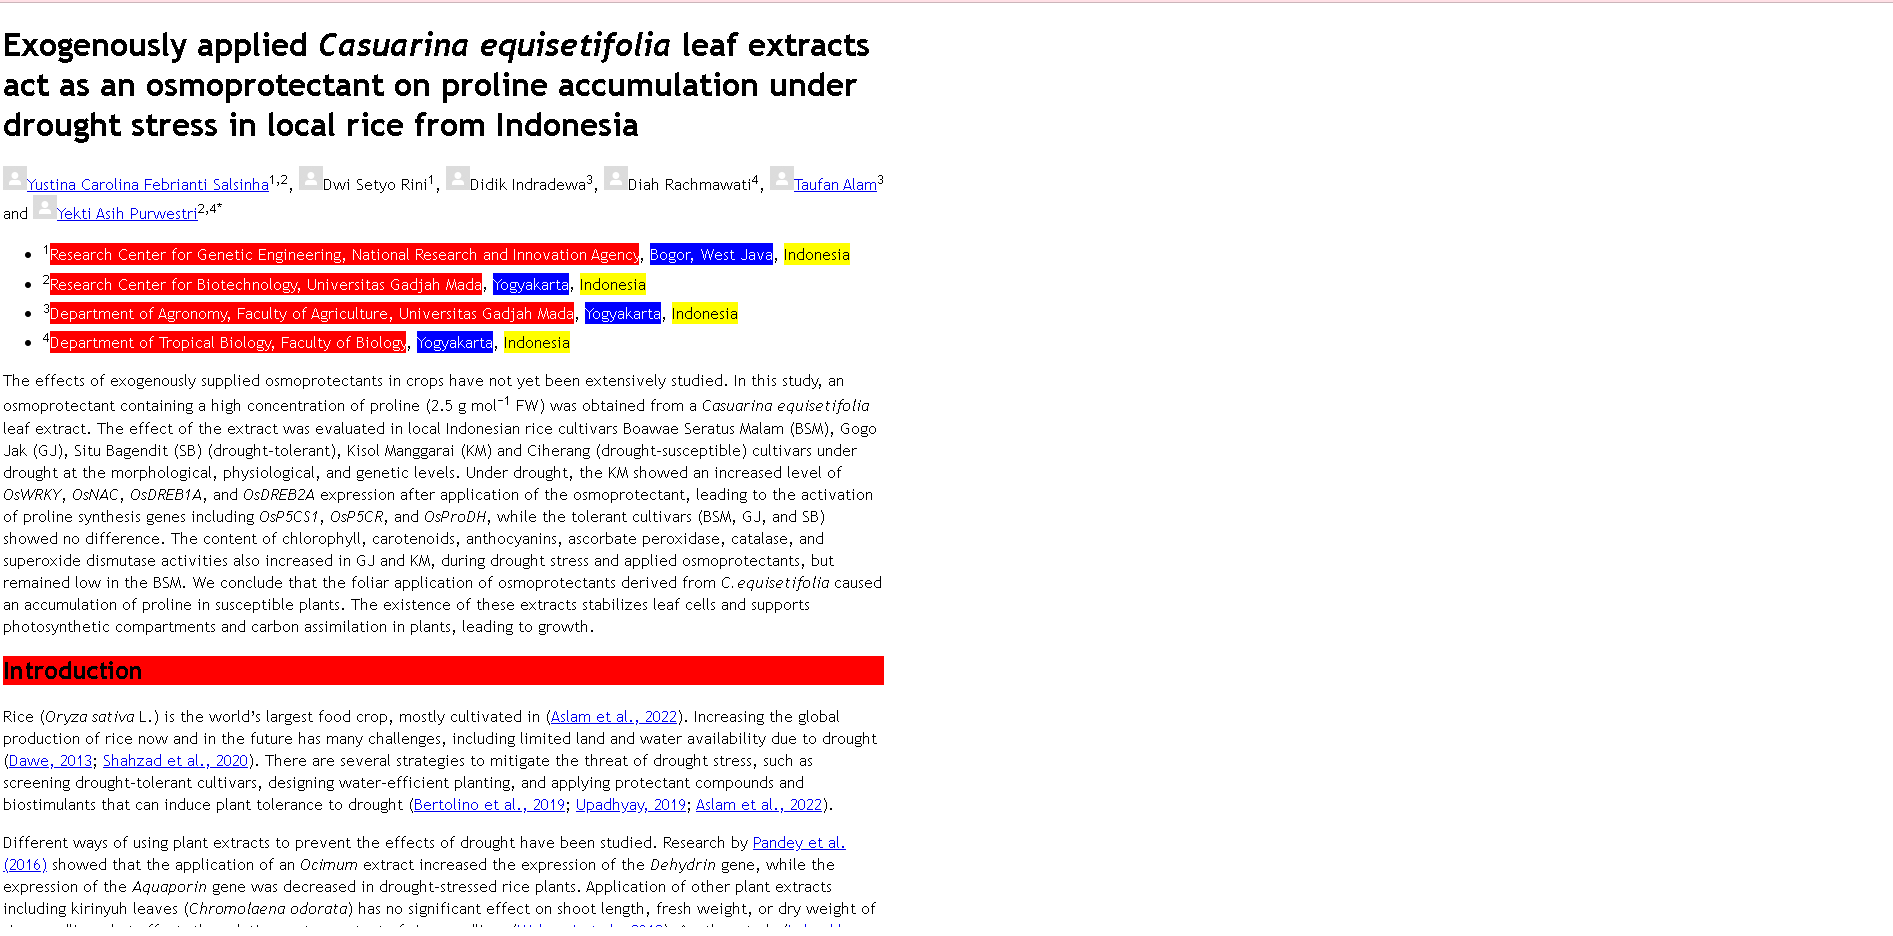 Exogenously applied Casuarina equisetifolia leaf extracts
act as an osmoprotectant on proline accumulation under
drought stress in local rice from Indonesia
Yustina Carolina Febrianti Salsinha1,2, Dwi Setyo Rini1, Didik Indradewa3, Diah Rachmawati4, Taufan Alam3
and Yekti Asih Purwestri2,4*
• 1Research Center for Genetic Engineering, National Research and Innovation Agency, Bogor, West Java, Indonesia
• 2Research Center for Biotechnology, Universitas Gadjah Mada, Yogyakarta, Indonesia
• 3Department of Agronomy, Faculty of Agriculture, Universitas Gadjah Mada, Yogyakarta, Indonesia
• 4Department of Tropical Biology, Faculty of Biology, Yogyakarta, Indonesia
The effects of exogenously supplied osmoprotectants in crops have not yet been extensively studied. In this study, an
osmoprotectant containing a high concentration of proline (2.5 g mol−1 FW) was obtained from a Casuarina equisetifolia
leaf extract. The effect of the extract was evaluated in local Indonesian rice cultivars Boawae Seratus Malam (BSM), Gogo
Jak (GJ), Situ Bagendit (SB) (drought-tolerant), Kisol Manggarai (KM) and Ciherang (drought-susceptible) cultivars under
drought at the morphological, physiological, and genetic levels. Under drought, the KM showed an increased level of
OsWRKY, OsNAC, OsDREB1A, and OsDREB2A expression after application of the osmoprotectant, leading to the activation
of proline synthesis genes including OsP5CS1, OsP5CR, and OsProDH, while the tolerant cultivars (BSM, GJ, and SB)
showed no difference. The content of chlorophyll, carotenoids, anthocyanins, ascorbate peroxidase, catalase, and
superoxide dismutase activities also increased in GJ and KM, during drought stress and applied osmoprotectants, but
remained low in the BSM. We conclude that the foliar application of osmoprotectants derived from C. equisetifolia caused
an accumulation of proline in susceptible plants. The existence of these extracts stabilizes leaf cells and supports
photosynthetic compartments and carbon assimilation in plants, leading to growth.
Introduction
Rice (Oryza sativa L.) is the world's largest food crop, mostly cultivated in (Aslam et al., 2022). Increasing the global
production of rice now and in the future has many challenges, including limited land and water availability due to drought
(Dawe, 2013; Shahzad et al., 2020). There are several strategies to mitigate the threat of drought stress, such as
screening drought-tolerant cultivars, designing water-efficient planting, and applying protectant compounds and
biostimulants that can induce plant tolerance to drought (Bertolino et al., 2019; Upadhyay, 2019; Aslam et al., 2022).
Different ways of using plant extracts to prevent the effects of drought have been studied. Research by Pandey et al.
(2016) showed that the application of an Ocimum extract increased the expression of the Dehydrin gene, while the
expression of the Aquaporin gene was decreased in drought-stressed rice plants. Application of other plant extracts
including kirinyuh leaves (Chromolaena odorata) has no significant effect on shoot length, fresh weight, or dry weight of